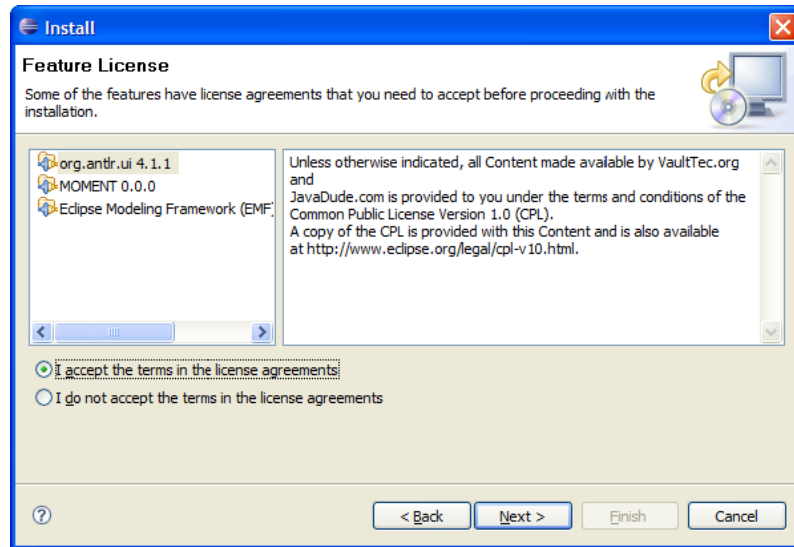 Install
Feature License
Some of the features have license agreements that you need to accept before proceeding with the
installation.
org.antlr.ui 4.1.1
MOMENT 0.0.0
Eclipse Modeling Framework (EMF)
Unless otherwise indicated, all Content made available by VaultTec.org
and
JavaDude.com is provided to you under the terms and conditions of the
Common Public License Version 1.0 (CPL).
A copy of the CPL is provided with this Content and is also available
at http://www.eclipse.org/legal/cpl-v10.html.
I accept the terms in the license agreements
I do not accept the terms in the license agreements
?
< Back
Next >
Finish
Cancel